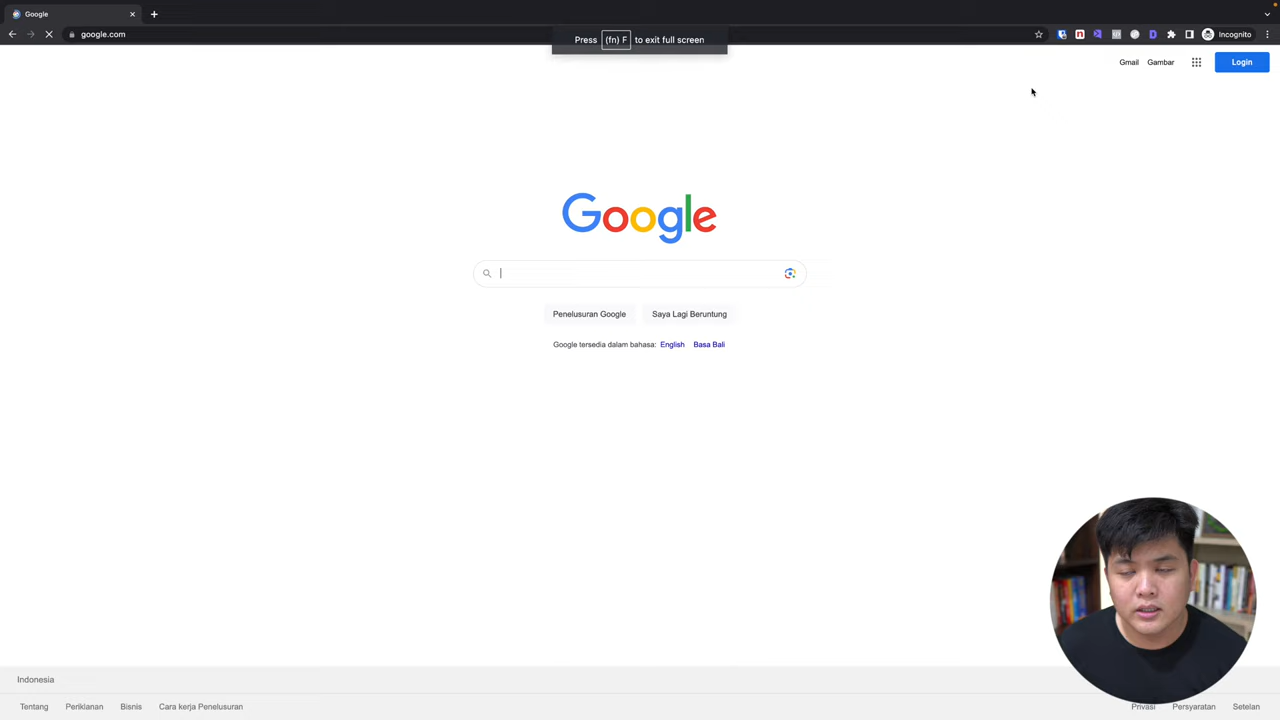 Google
google.com
Press (fn) F to exit full screen
Incognito
Gmail Gambar Login
Google
Penelusuran Google Saya Lagi Beruntung
Google tersedia dalam bahasa: English Basa Bali
Indonesia
Tentang Periklanan Bisnis Cara kerja Penelusuran Privasi Persyaratan Setelan